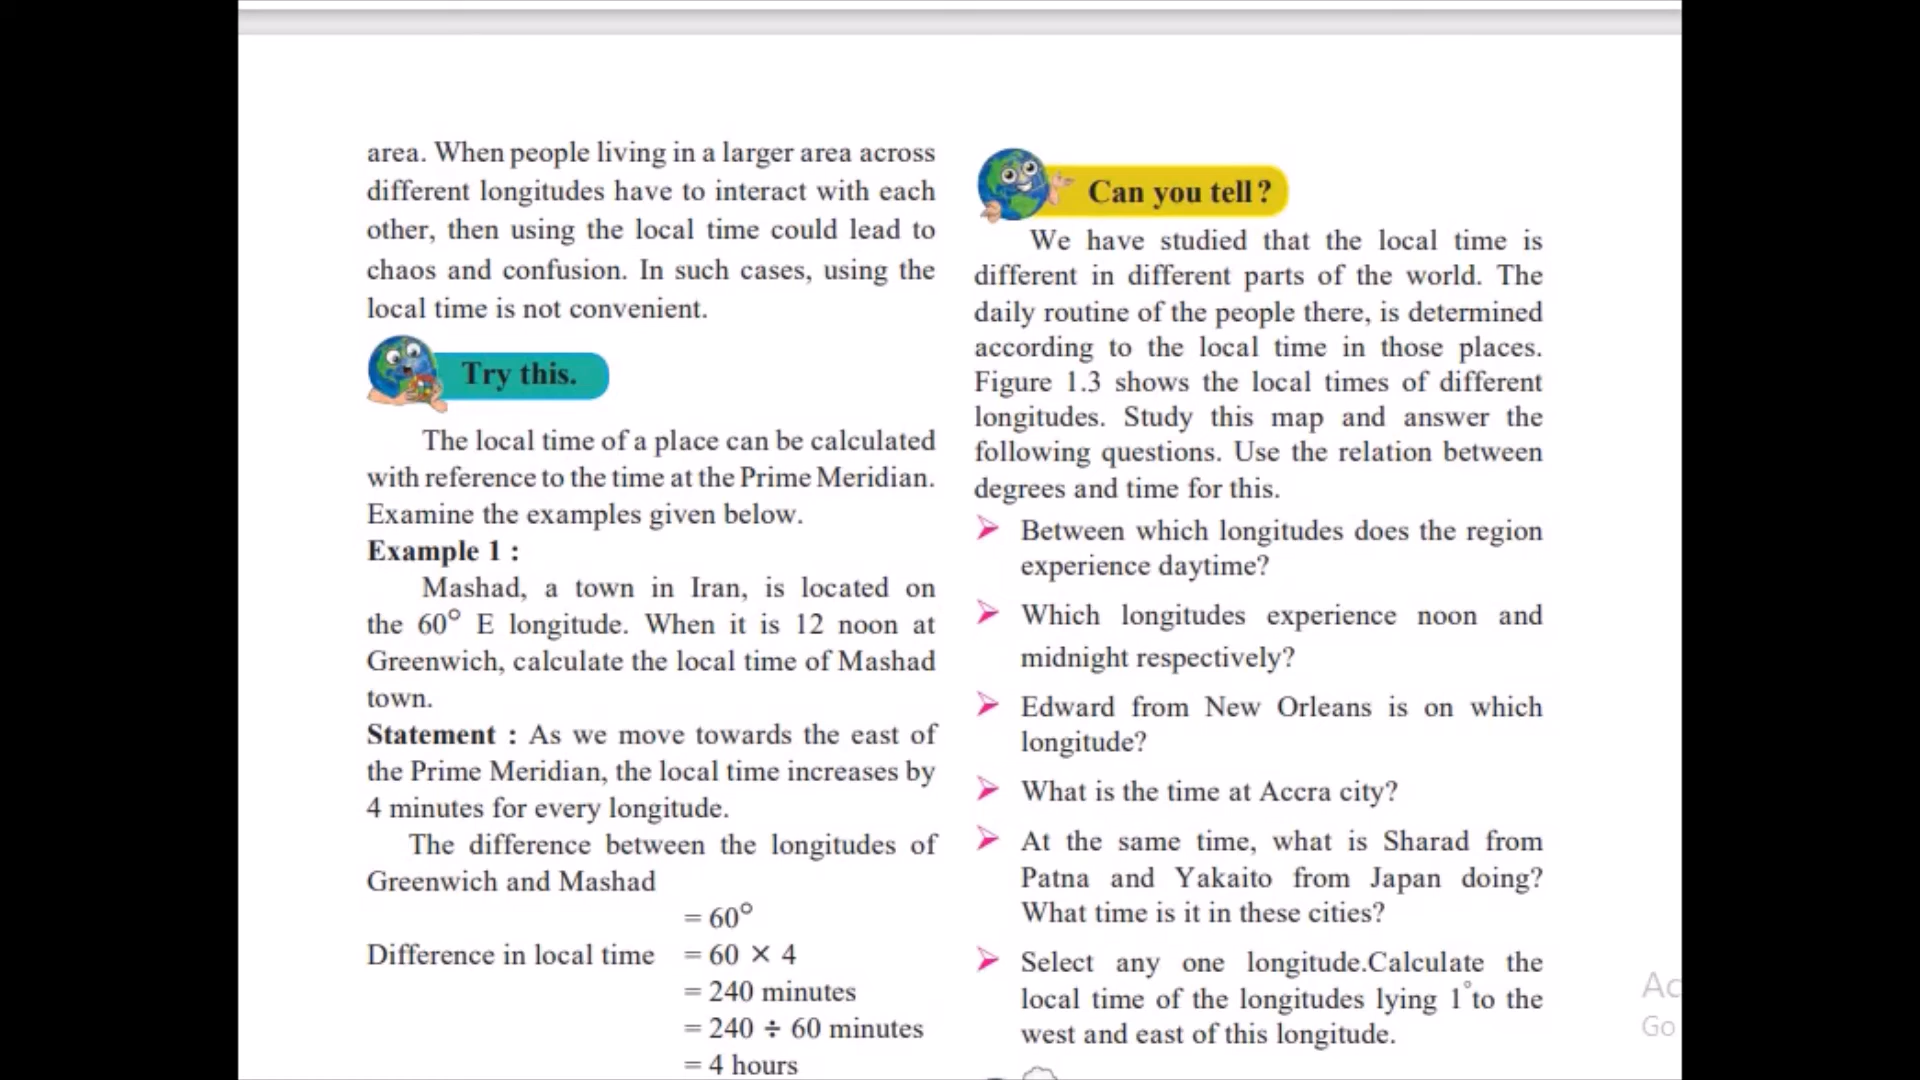 area. When people living in a larger area across
different longitudes have to interact with each
other, then using the local time could lead to
chaos and confusion. In such cases, using the
local time is not convenient.
Try this.
The local time of a place can be calculated
with reference to the time at the Prime Meridian.
Examine the examples given below.
Example 1 :
Mashad, a town in Iran, is located on
the 60° E longitude. When it is 12 noon at
Greenwich, calculate the local time of Mashad
town.
Statement : As we move towards the east of
the Prime Meridian, the local time increases by
4 minutes for every longitude.
The difference between the longitudes of
Greenwich and Mashad
= 60°
Difference in local time = 60 × 4
= 240 minutes
= 240 ÷ 60 minutes
= 4 hours
Can you tell?
We have studied that the local time is
different in different parts of the world. The
daily routine of the people there, is determined
according to the local time in those places.
Figure 1.3 shows the local times of different
longitudes. Study this map and answer the
following questions. Use the relation between
degrees and time for this.
➢ Between which longitudes does the region
experience daytime?
➢ Which longitudes experience noon and
midnight respectively?
➢ Edward from New Orleans is on which
longitude?
➢ What is the time at Accra city?
➢ At the same time, what is Sharad from
Patna and Yakaito from Japan doing?
What time is it in these cities?
➢ Select any one longitude.Calculate the
local time of the longitudes lying 1° to the
west and east of this longitude.
Ac
Go